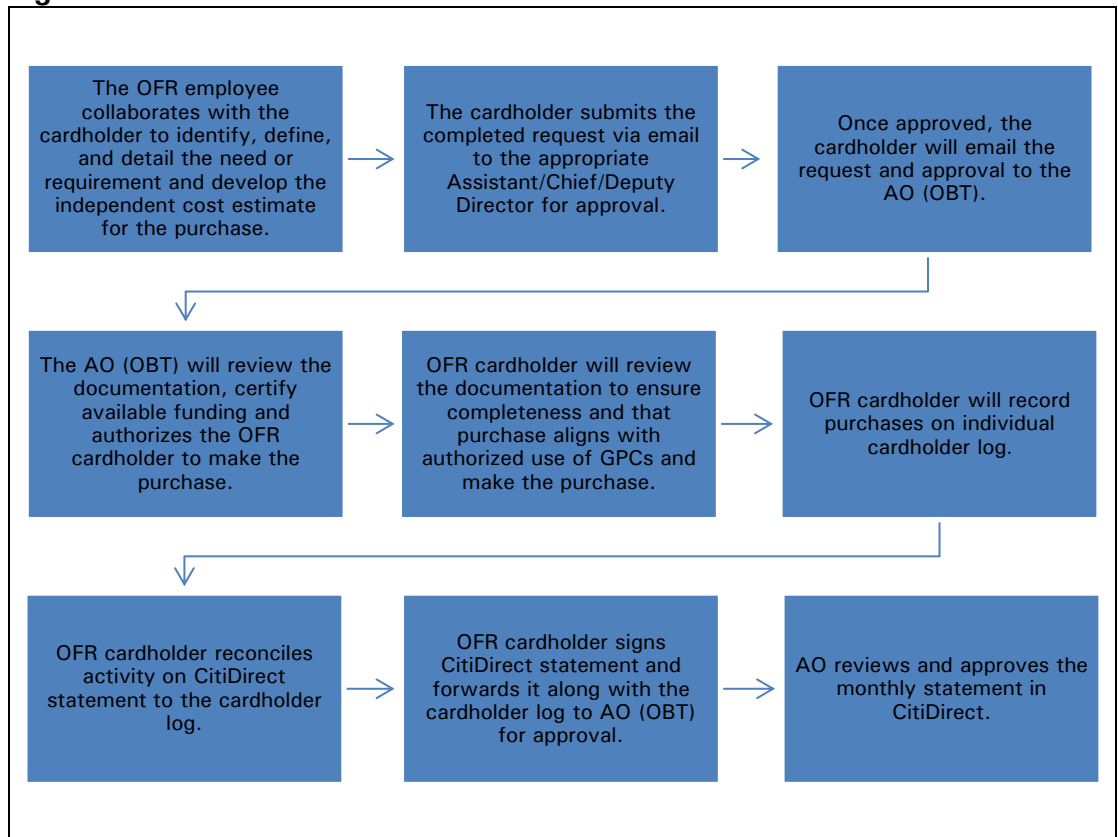 The OFR employee
collaborates with the
cardholder to identify, define,
and detail the need or
requirement and develop the
independent cost estimate
for the purchase.
The cardholder submits the
completed request via email
to the appropriate
Assistant/Chief/Deputy
Director for approval.
Once approved, the
cardholder will email the
request and approval to the
AO (OBT).
The AO (OBT) will review the
documentation, certify
available funding and
authorizes the OFR
cardholder to make the
purchase.
OFR cardholder will review
the documentation to ensure
completeness and that
purchase aligns with
authorized use of GPCs and
make the purchase.
OFR cardholder will record
purchases on individual
cardholder log.
OFR cardholder reconciles
activity on CitiDirect
statement to the cardholder
log.
OFR cardholder signs
CitiDirect statement and
forwards it along with the
cardholder log to AO (OBT)
for approval.
AO reviews and approves the
monthly statement in
CitiDirect.